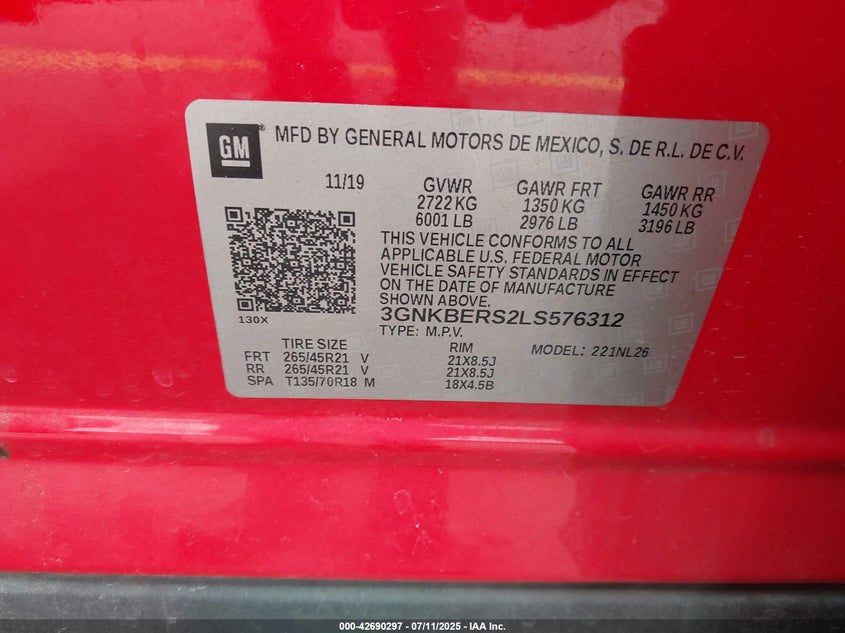 GM ® MFD BY GENERAL MOTORS DE MEXICO, S. DE R.L. DE C.V.
11/19 GVWR GAWR FRT GAWR RR
2722 KG 1350 KG 1450 KG
6001 LB 2976 LB 3196 LB
THIS VEHICLE CONFORMS TO ALL
APPLICABLE U.S. FEDERAL MOTOR
VEHICLE SAFETY STANDARDS IN EFFECT
ON THE DATE OF MANUFACTURE
SHOWN ABOVE.
3GNKBERS2LS576312
130X
TYPE: M.P.V. MODEL: 221NL26
TIRE SIZE RIM
FRT 265/45R21 V 21X8.5J
RR 265/45R21 V 21X8.5J
SPA T135/70R18 M 18X4.5B
000-42690297 - 07/11/2025 - IAA Inc.